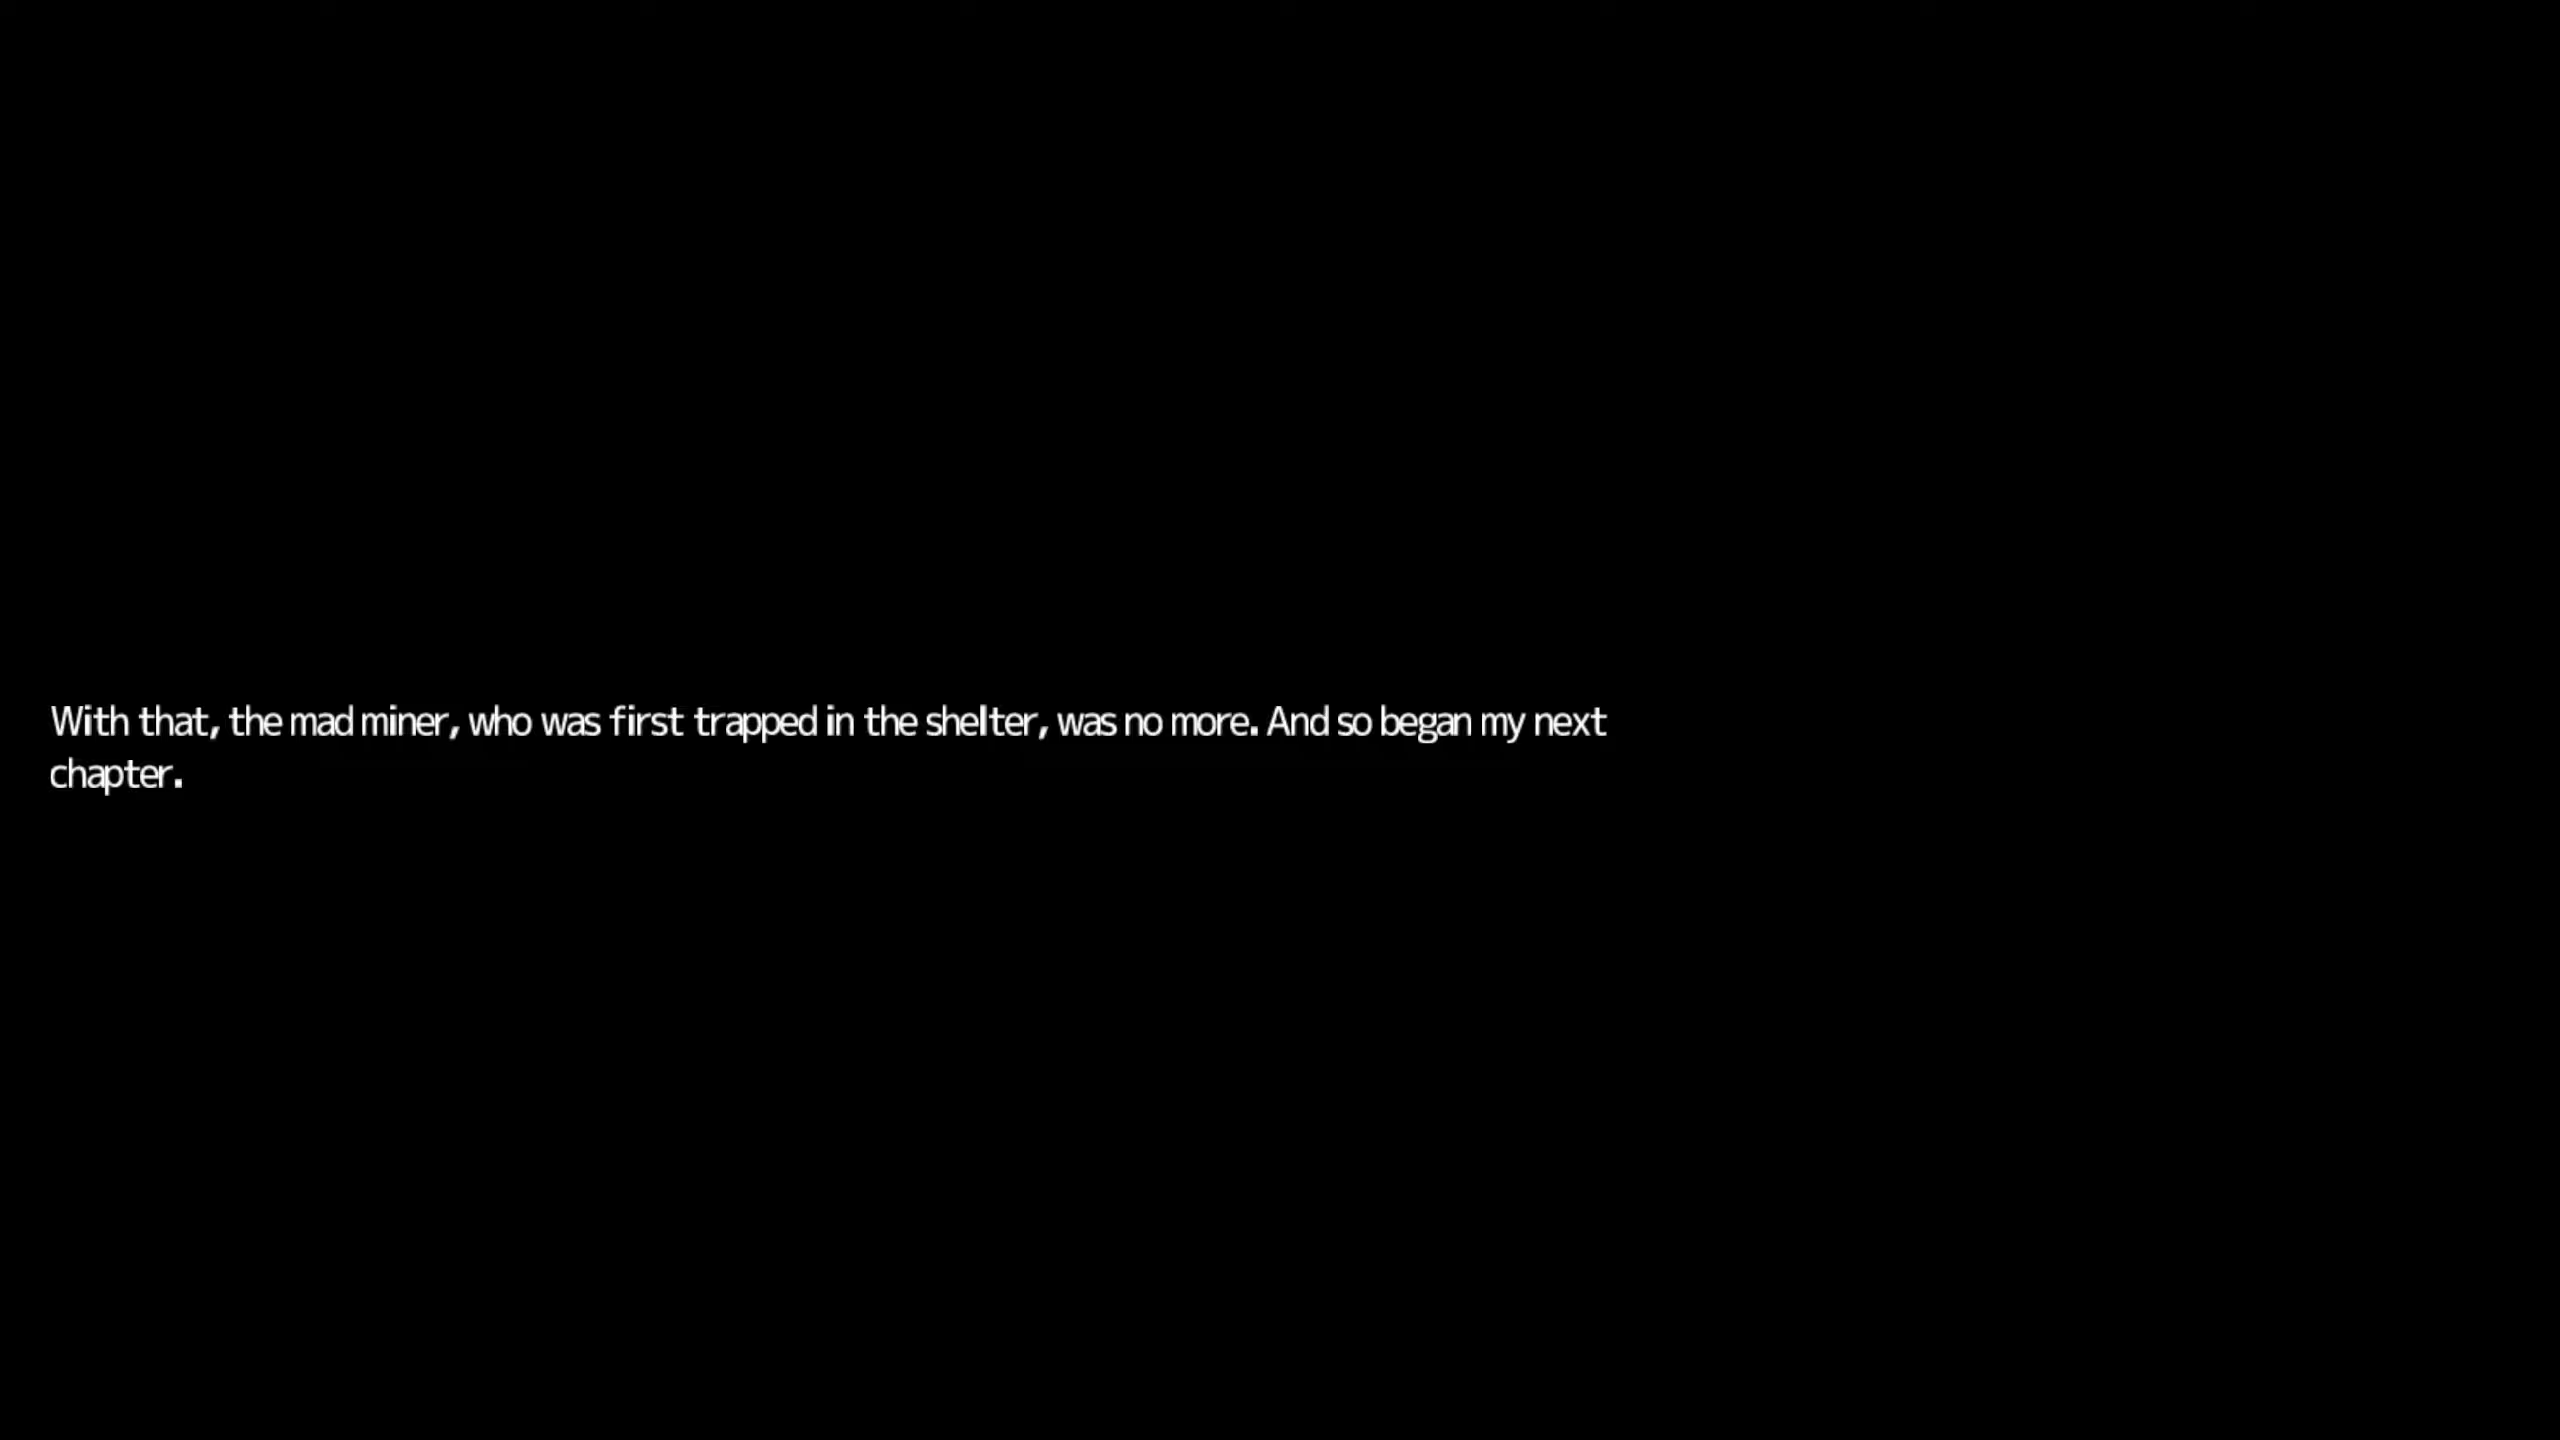 With that, the mad miner, who was first trapped in the shelter, was no more. And so began my next
chapter.